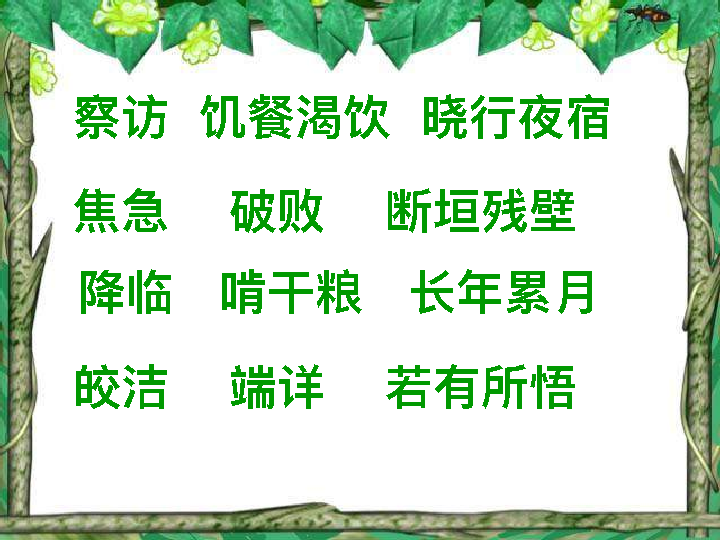 察访 饥餐渴饮 晓行夜宿
焦急 破败 断垣残壁
降临 啃干粮 长年累月
皎洁 端详 若有所悟